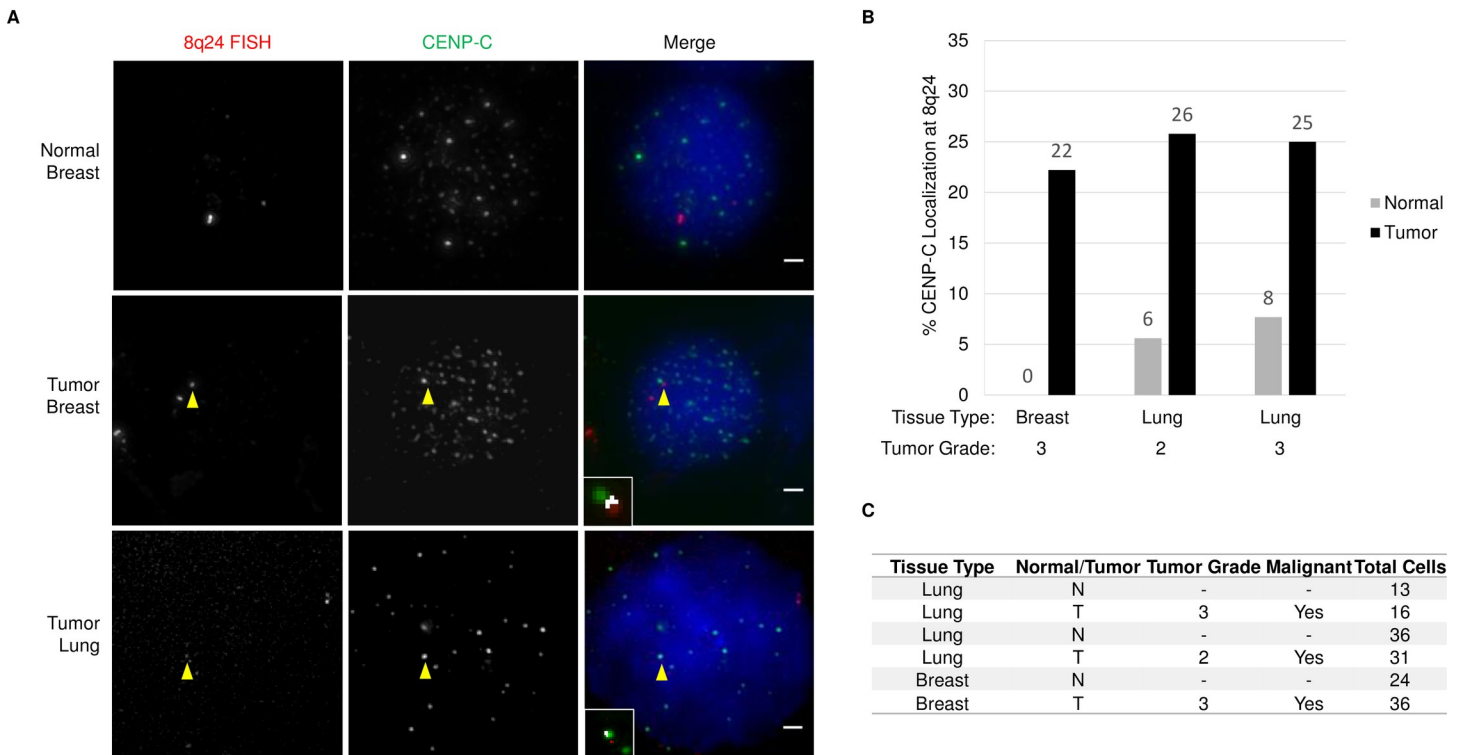 A
8q24 FISH CENP-C Merge
Normal
Breast
Tumor
Breast
Tumor
Lung
B
% CENP-C Localization at 8q24
35
30
25
20
15
10
5
0
0 22 6 26 8 25
Normal
Tumor
Tissue Type: Breast Lung Lung
Tumor Grade: 3 2 3
C
Tissue Type Normal/Tumor Tumor Grade Malignant Total Cells
Lung N - - 13
Lung T 3 Yes 16
Lung N - - 36
Lung T 2 Yes 31
Breast N - - 24
Breast T 3 Yes 36